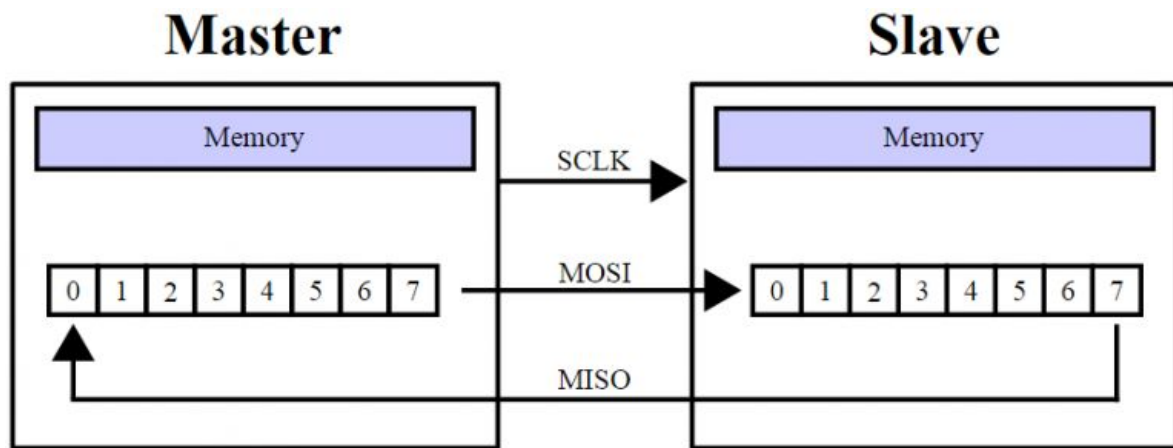 Master
Slave
Memory
Memory
SCLK
0 1 2 3 4 5 6 7
MOSI
0 1 2 3 4 5 6 7
MISO